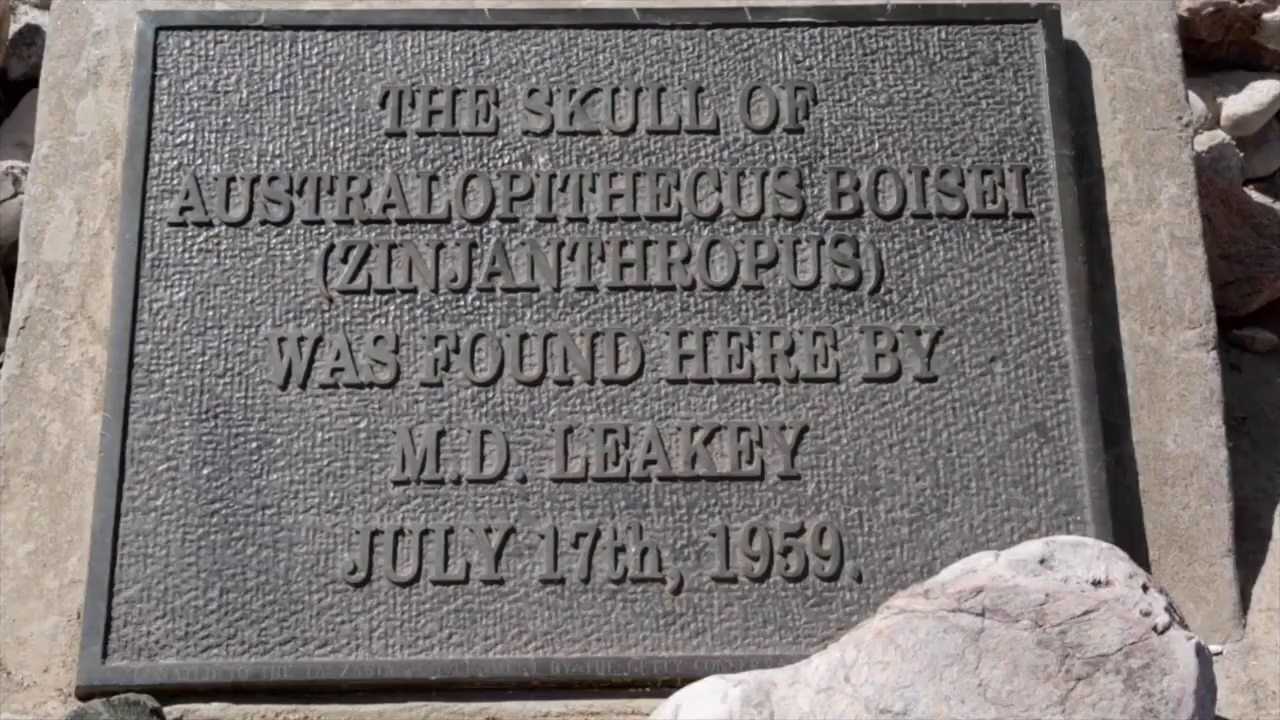 THE SKULL OF
AUSTRALOPITHECUS BOISEI
(ZINJANTHROPUS)
WAS FOUND HERE BY
M.D. LEAKEY
JULY 17th, 1959.